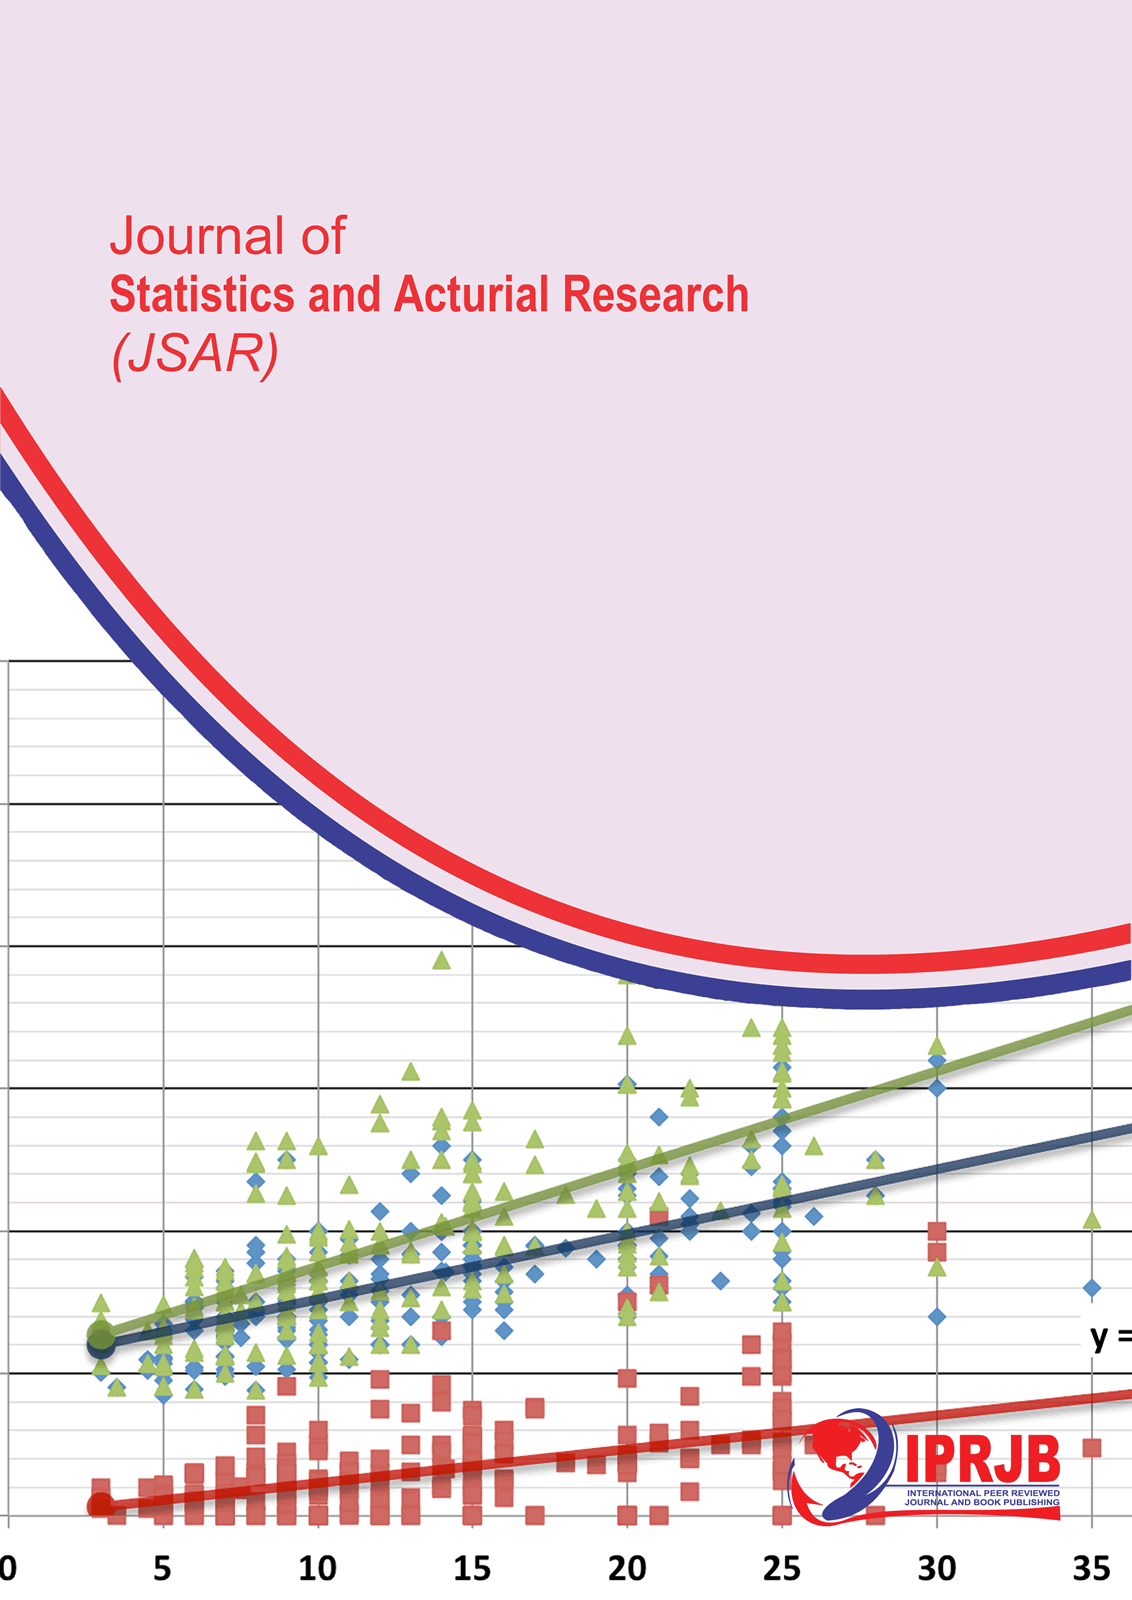 Journal of
Statistics and Acturial Research
(JSAR)
y =
IPRJB
INTERNATIONAL PEER REVIEWED
JOURNAL AND BOOK PUBLISHING
0 5 10 15 20 25 30 35